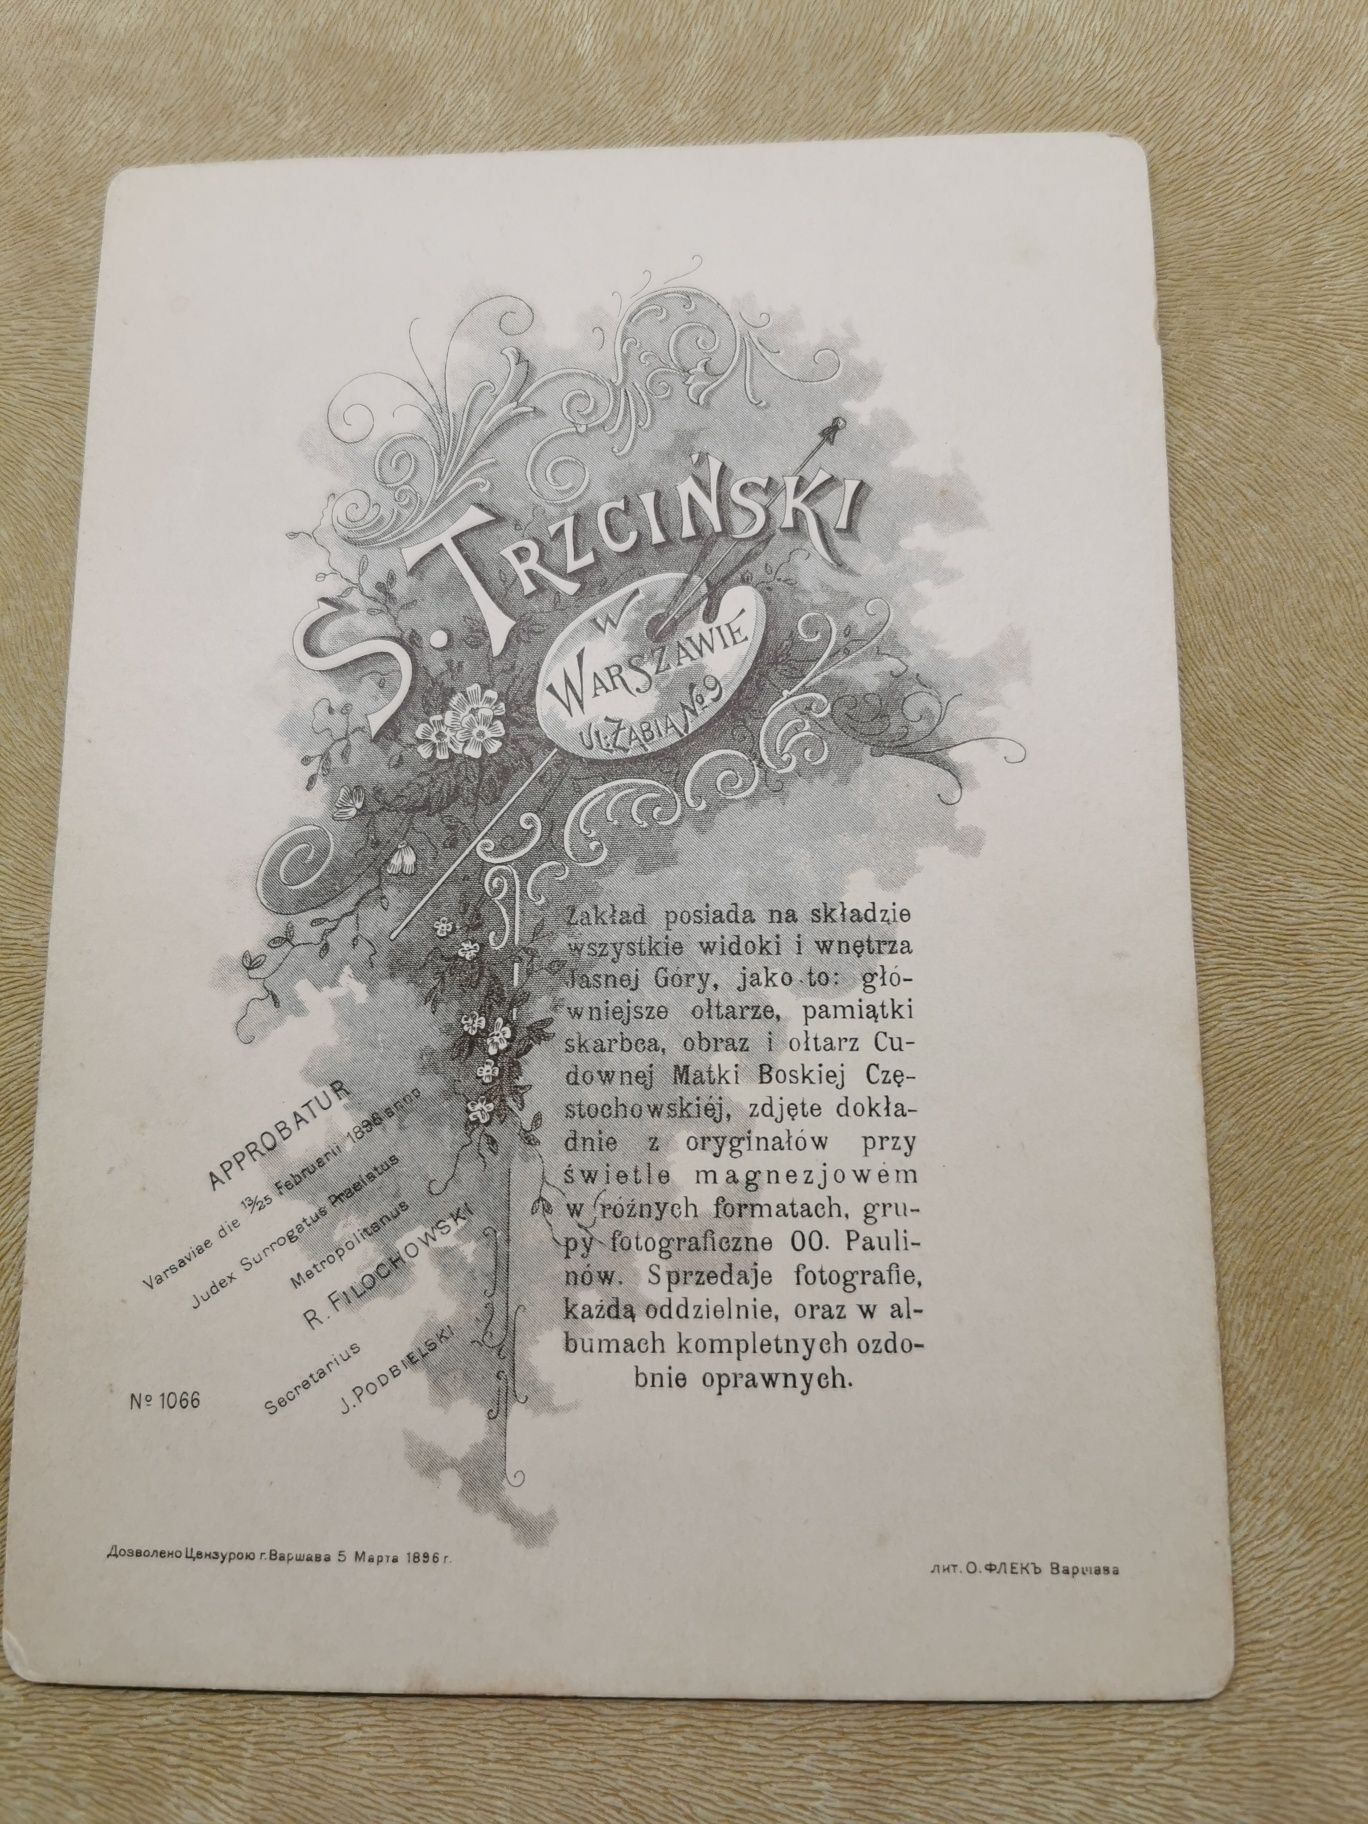 S. TRZCIŃSKI
W
WARSZAWIE
UL. ŻABIA No 9
Zakład posiada na składzie
wszystkie widoki i wnętrza
Jasnej Góry, jako to: głó-
wniejsze ołtarze, pamiątki
skarbca, obraz i ołtarz Cu-
downej Matki Boskiej Czę-
stochowskiéj, zdjęte dokła-
dnie z oryginałów przy
świetle magnezjowem
w różnych formatach, gru-
py fotograficzne OO. Pauli-
nów. Sprzedaje fotografie,
każdą oddzielnie, oraz w al-
bumach kompletnych ozdo-
bnie oprawnych.
APPROBATUR
Varsaviae die 13/25 Februarii 1896 anno
Judex Surrogatus Praelatus
Metropolitanus
R. FILOCHOWSKI
Secretarius
J. PODBIELSKI
No 1066
Дозволено Цензурою г. Варшава 5 Марта 1896 г.
лит. О. ФЛЕКЪ Варшава